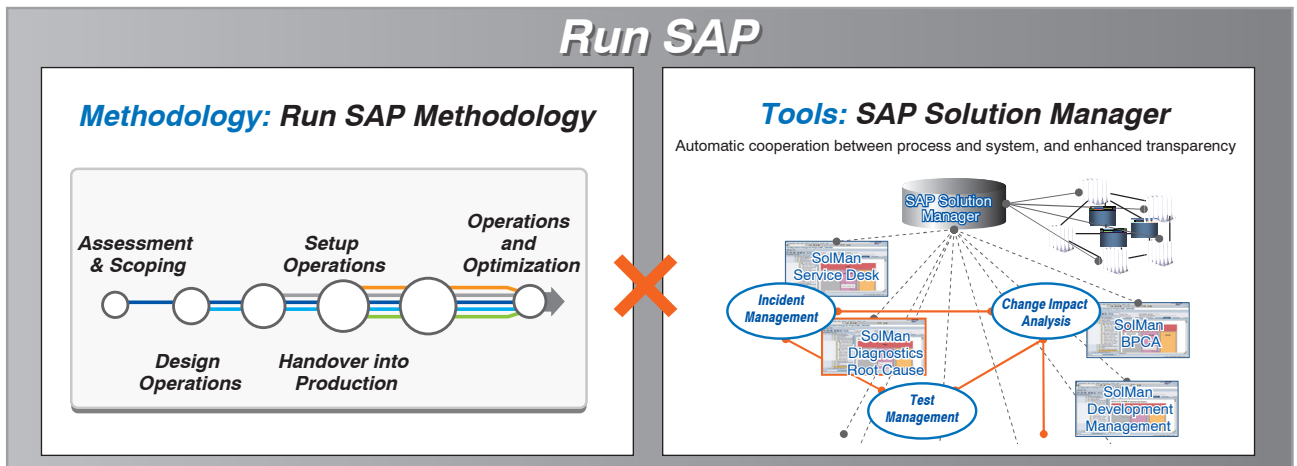 Run SAP
Methodology: Run SAP Methodology
Assessment
& Scoping
Setup
Operations
Operations
and
Optimization
Design
Operations
Handover into
Production
Tools: SAP Solution Manager
Automatic cooperation between process and system, and enhanced transparency
SAP Solution
Manager
SolMan
Service Desk
Incident
Management
Change Impact
Analysis
SolMan
BPCA
SolMan
Diagnostics
Root Cause
Test
Management
SolMan
Development
Management